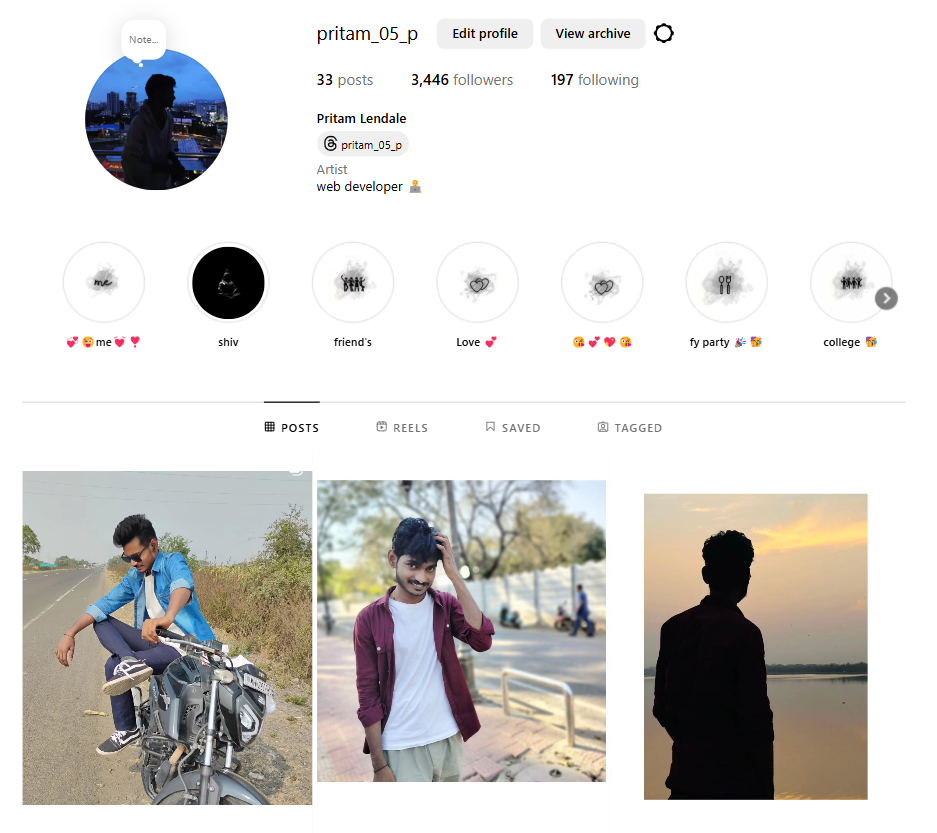 Note...
pritam_05_p Edit profile View archive
33 posts 3,446 followers 197 following
Pritam Lendale
pritam_05_p
Artist
web developer 🧑‍💻
me
💞😜me💓❣️ shiv friend's Love 💕 😘💕💖😘 fy party 🎉🥳 college 🥳
POSTS REELS SAVED TAGGED